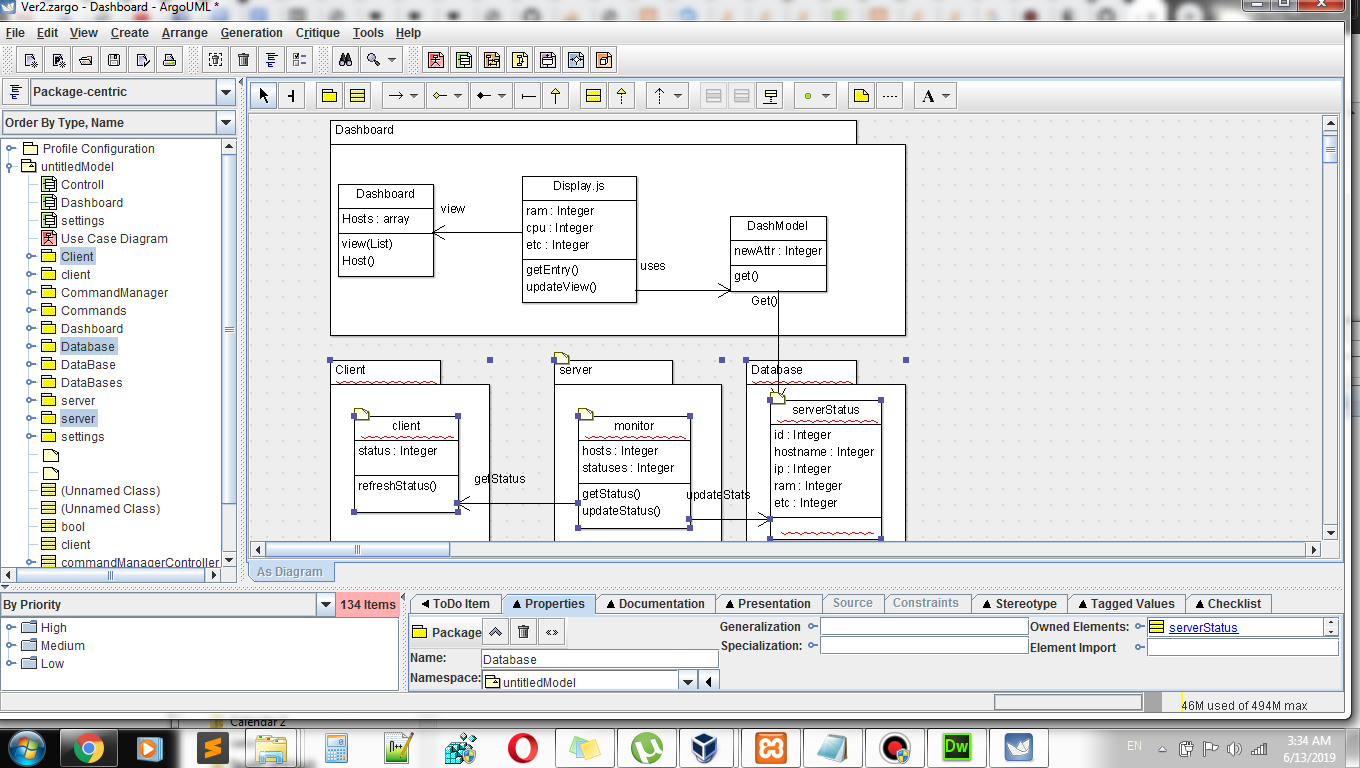 Ver2.zargo - Dashboard - ArgoUML *
File Edit View Create Arrange Generation Critique Tools Help
Package-centric
Order By Type, Name
Profile Configuration
untitledModel
Controll
Dashboard
settings
Use Case Diagram
Client
client
CommandManager
Commands
Dashboard
Database
DataBase
DataBases
server
server
settings
(Unnamed Class)
(Unnamed Class)
bool
client
commandManagerController
A
Dashboard
Dashboard
Hosts : array
view(List)
Host()
view
Display.js
ram : Integer
cpu : Integer
etc : Integer
getEntry()
updateView()
uses
DashModel
newAttr : Integer
get()
Get()
Client
client
status : Integer
refreshStatus()
getStatus
server
monitor
hosts : Integer
statuses : Integer
getStatus()
updateStatus()
updateStats
Database
serverStatus
id : Integer
hostname : Integer
ip : Integer
ram : Integer
etc : Integer
As Diagram
By Priority
134 Items
High
Medium
Low
ToDo Item Properties Documentation Presentation Source Constraints Stereotype Tagged Values Checklist
Package
Name: Database
Namespace: untitledModel
Generalization
Specialization:
Owned Elements: serverStatus
Element Import
46M used of 494M max
Calendar 2
EN
3:34 AM
6/13/2019
Dw